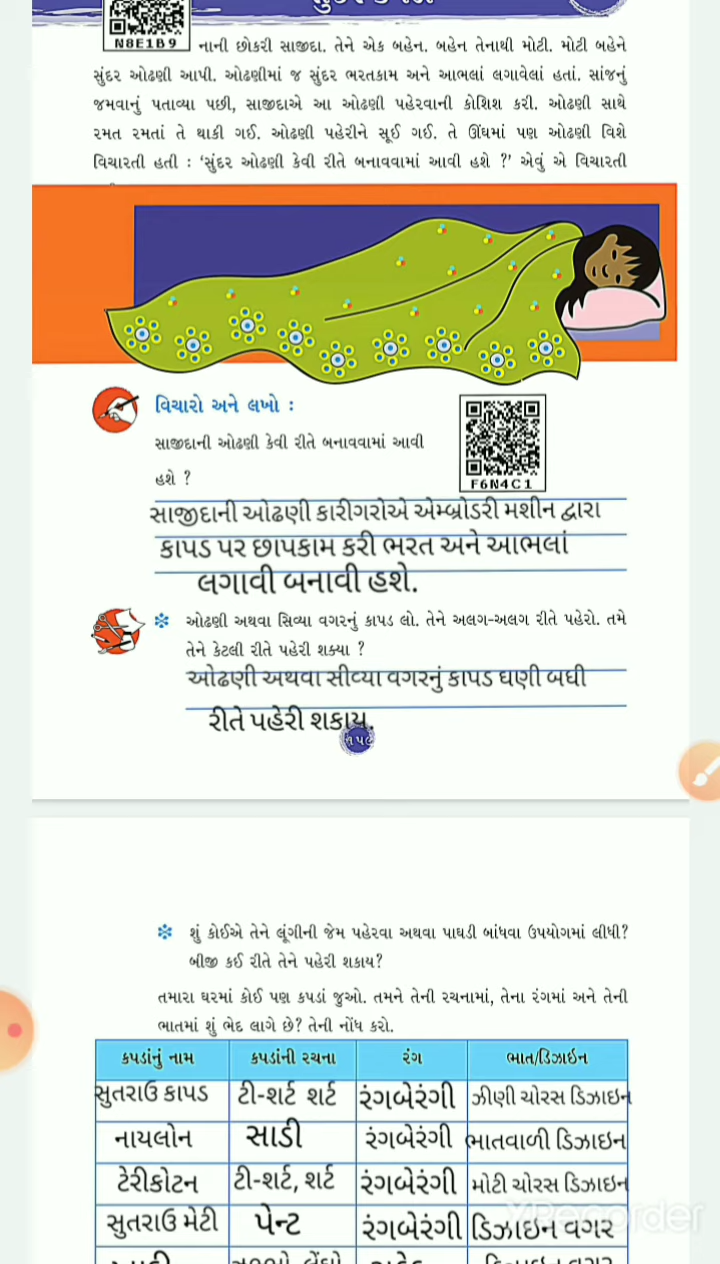 N8E1B9
નાની છોકરી સાજીદા. તેને એક બહેન. બહેન તેનાથી મોટી. મોટી બહેને
સુંદર ઓઢણી આપી. ઓઢણીમાં જ સુંદર ભરતકામ અને આભલાં લગાવેલાં હતાં. સાંજનું
જમવાનું પતાવ્યા પછી, સાજીદાએ આ ઓઢણી પહેરવાની કોશિશ કરી. ઓઢણી સાથે
રમત રમતાં તે થાકી ગઈ. ઓઢણી પહેરીને સૂઈ ગઈ. તે ઊંઘમાં પણ ઓઢણી વિશે
વિચારતી હતી : ‘સુંદર ઓઢણી કેવી રીતે બનાવવામાં આવી હશે ?’ એવું એ વિચારતી
વિચારો અને લખો :
સાજીદાની ઓઢણી કેવી રીતે બનાવવામાં આવી
હશે ?
F6N4C1
સાજીદાની ઓઢણી કારીગરોએ એમ્બ્રોડરી મશીન દ્વારા
કાપડ પર છાપકામ કરી ભરત અને આભલાં
લગાવી બનાવી હશે.
❇ ઓઢણી અથવા સિવ્યા વગરનું કાપડ લો. તેને અલગ-અલગ રીતે પહેરો. તમે
તેને કેટલી રીતે પહેરી શક્યા ?
ઓઢણી અથવા સીવ્યા વગરનું કાપડ ઘણી બધી
રીતે પહેરી શકાય.
૧૫૯
❇ શું કોઈએ તેને લૂંગીની જેમ પહેરવા અથવા પાઘડી બાંધવા ઉપયોગમાં લીધી?
બીજી કઈ રીતે તેને પહેરી શકાય?
તમારા ઘરમાં કોઈ પણ કપડાં જુઓ. તમને તેની રચનામાં, તેના રંગમાં અને તેની
ભાતમાં શું ભેદ લાગે છે? તેની નોંધ કરો.
કપડાંનું નામ કપડાંની રચના રંગ ભાત/ડિઝાઇન
સુતરાઉ કાપડ ટી-શર્ટ શર્ટ રંગબેરંગી ઝીણી ચોરસ ડિઝાઇન
નાયલોન સાડી રંગબેરંગી ભાતવાળી ડિઝાઇન
ટેરીકોટન ટી-શર્ટ, શર્ટ રંગબેરંગી મોટી ચોરસ ડિઝાઇન
સુતરાઉ મેટી પેન્ટ રંગબેરંગી ડિઝાઇન વગર
XRecorder